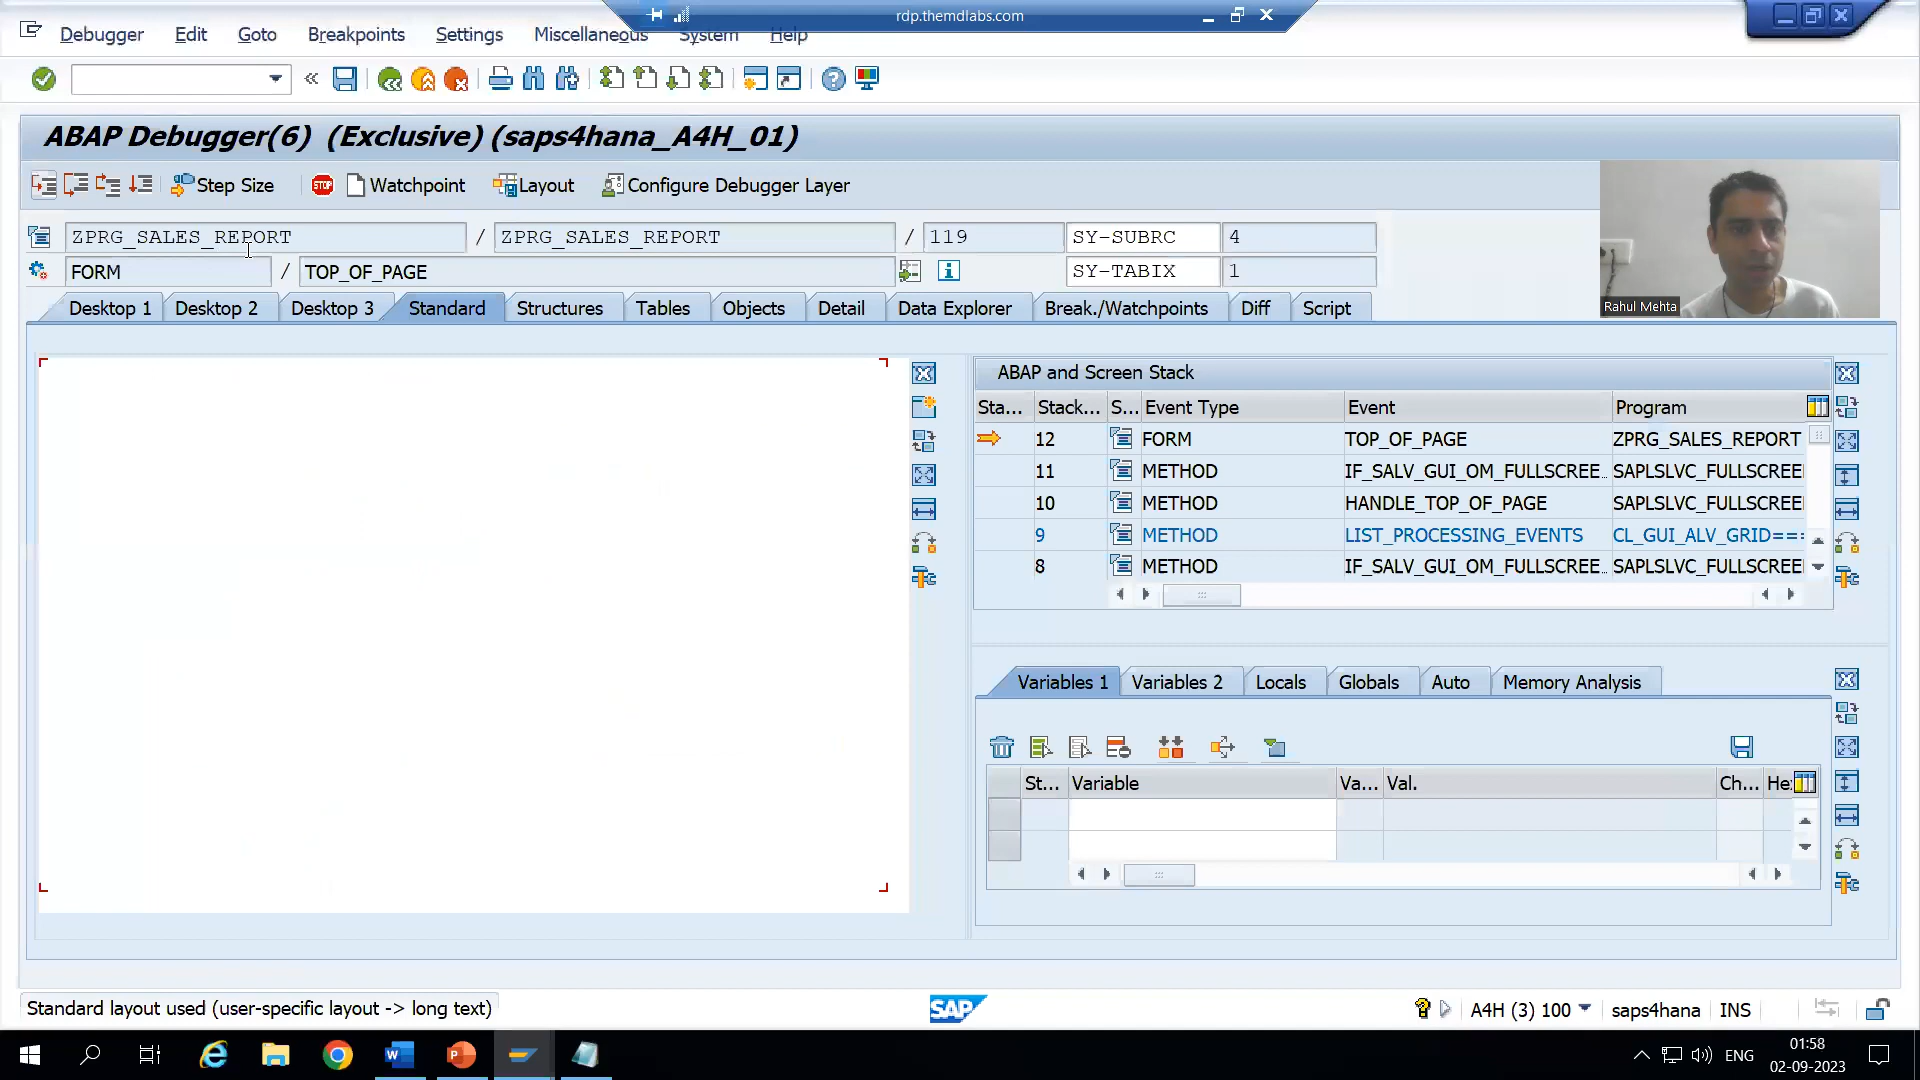 rdp.themdlabs.com
Debugger Edit Goto Breakpoints Settings Miscellaneous System Help
ABAP Debugger(6) (Exclusive) (saps4hana_A4H_01)
Step Size STOP Watchpoint Layout Configure Debugger Layer
ZPRG_SALES_REPORT / ZPRG_SALES_REPORT / 119 SY-SUBRC 4
FORM / TOP_OF_PAGE SY-TABIX 1
Rahul Mehta
Desktop 1 Desktop 2 Desktop 3 Standard Structures Tables Objects Detail Data Explorer Break./Watchpoints Diff Script
ABAP and Screen Stack
Sta... Stack... S... Event Type Event Program
12 FORM TOP_OF_PAGE ZPRG_SALES_REPORT
11 METHOD IF_SALV_GUI_OM_FULLSCREE... SAPLSLVC_FULLSCREE
10 METHOD HANDLE_TOP_OF_PAGE SAPLSLVC_FULLSCREE
9 METHOD LIST_PROCESSING_EVENTS CL_GUI_ALV_GRID===
8 METHOD IF_SALV_GUI_OM_FULLSCREE... SAPLSLVC_FULLSCREE
Variables 1 Variables 2 Locals Globals Auto Memory Analysis
St... Variable Va... Val. Ch... He
Standard layout used (user-specific layout -> long text) SAP A4H (3) 100 saps4hana INS
ENG 01:58
02-09-2023